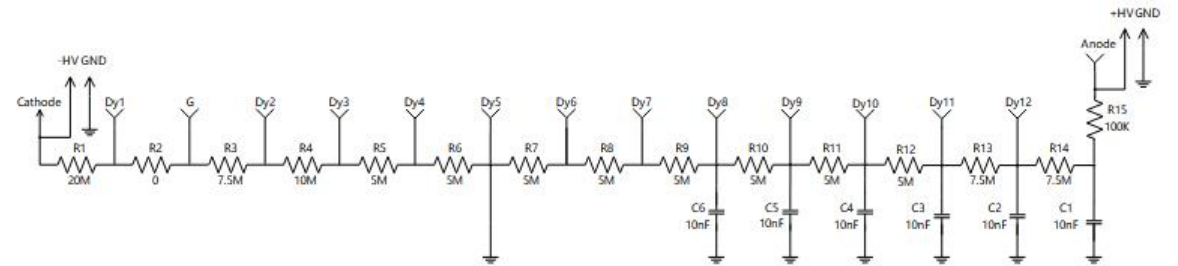 +HV GND
Anode
-HV GND
Cathode Dy1 G Dy2 Dy3 Dy4 Dy5 Dy6 Dy7 Dy8 Dy9 Dy10 Dy11 Dy12
R15
100K
R1 R2 R3 R4 R5 R6 R7 R8 R9 R10 R11 R12 R13 R14
20M 0 7.5M 10M 5M 5M 5M 5M 5M 5M 5M 5M 7.5M 7.5M
C6 C5 C4 C3 C2 C1
10nF 10nF 10nF 10nF 10nF 10nF